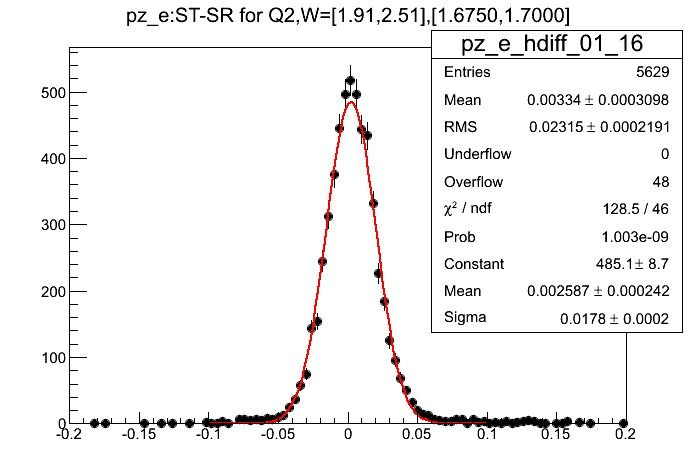 pz_e:ST-SR for Q2,W=[1.91,2.51],[1.6750,1.7000]
pz_e_hdiff_01_16
Entries 5629
Mean 0.00334 ± 0.0003098
RMS 0.02315 ± 0.0002191
Underflow 0
Overflow 48
χ² / ndf 128.5 / 46
Prob 1.003e-09
Constant 485.1 ± 8.7
Mean 0.002587 ± 0.000242
Sigma 0.0178 ± 0.0002
500
400
300
200
100
0
-0.2 -0.15 -0.1 -0.05 0 0.05 0.1 0.15 0.2